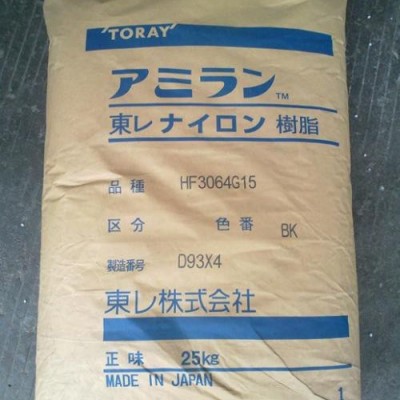 'TORAY'
アミラン™
東レ ナイロン 樹脂
品種 HF3064G15
区分 色番 BK
製造番号 D93X4
東レ株式会社
正味 25kg
MADE IN JAPAN
1